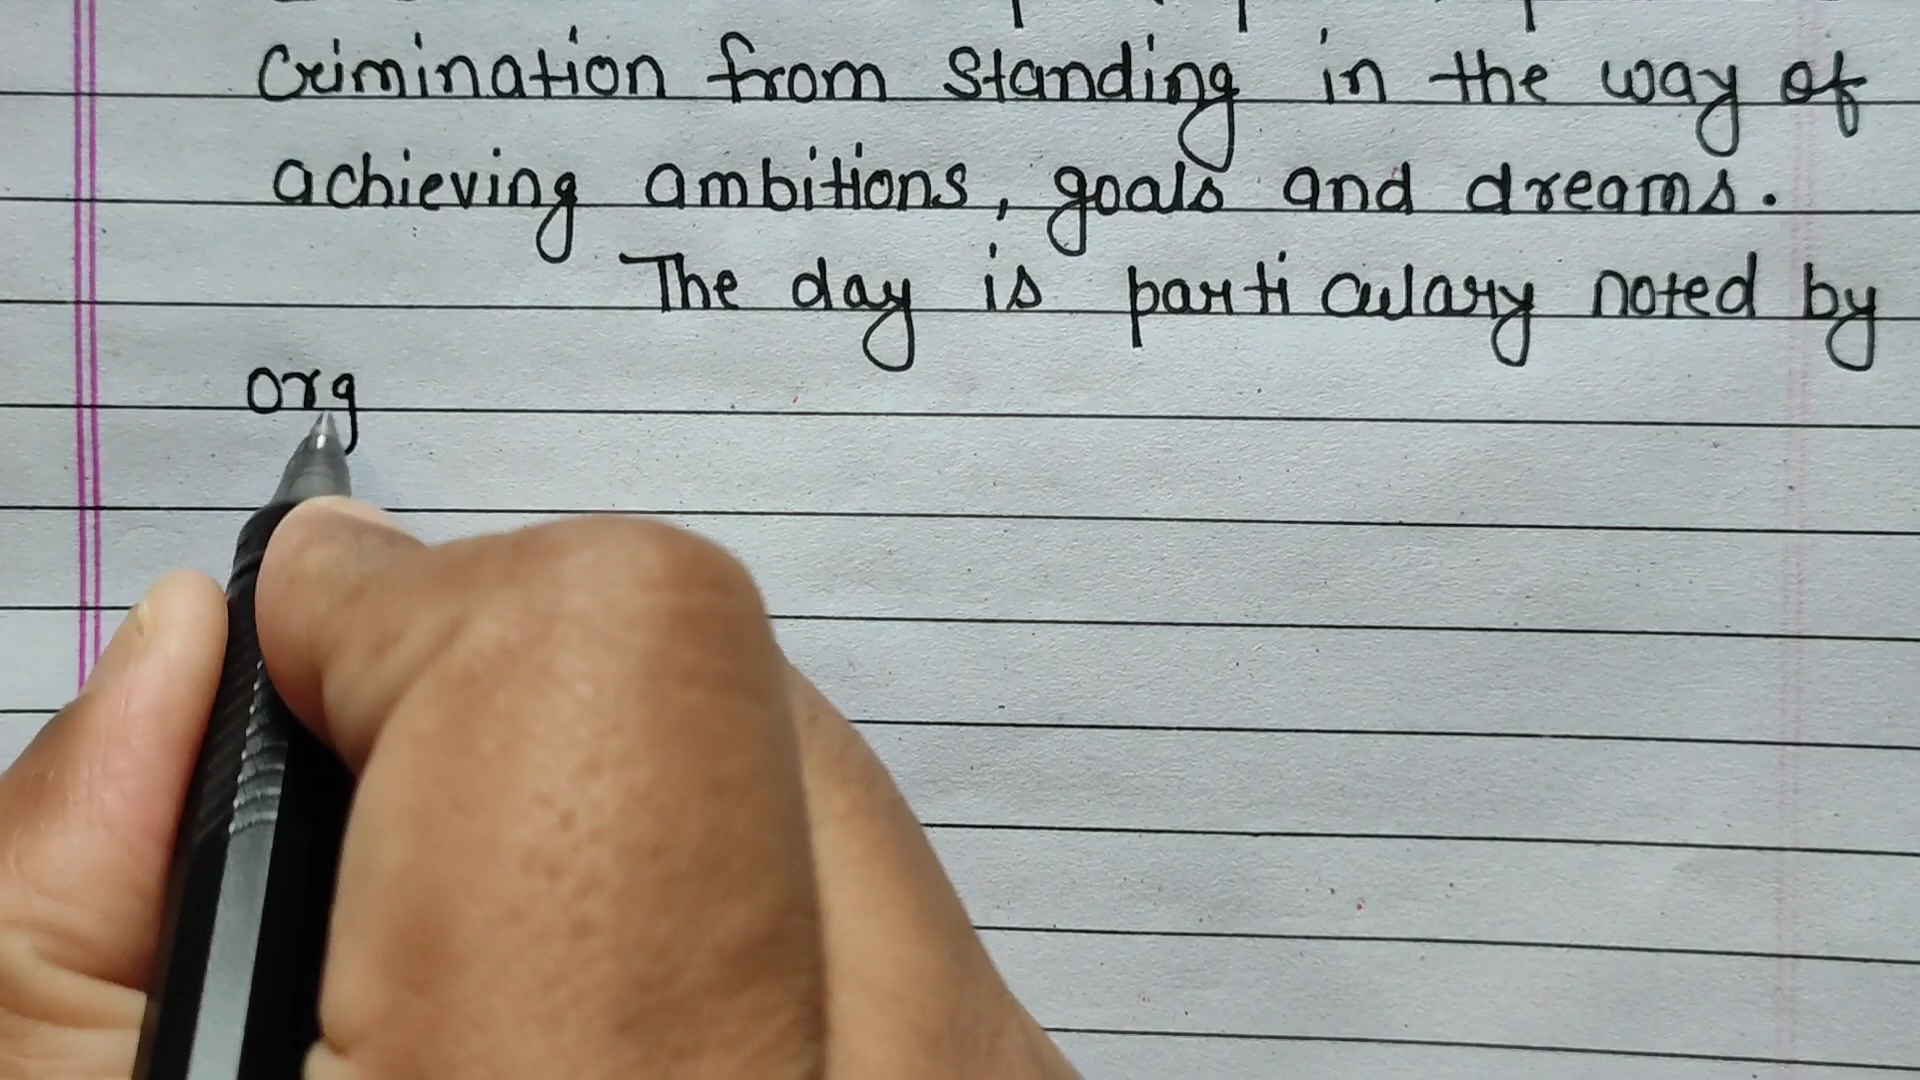 crimination from standing in the way of
achieving ambitions, goals and dreams.
The day is particulary noted by
org